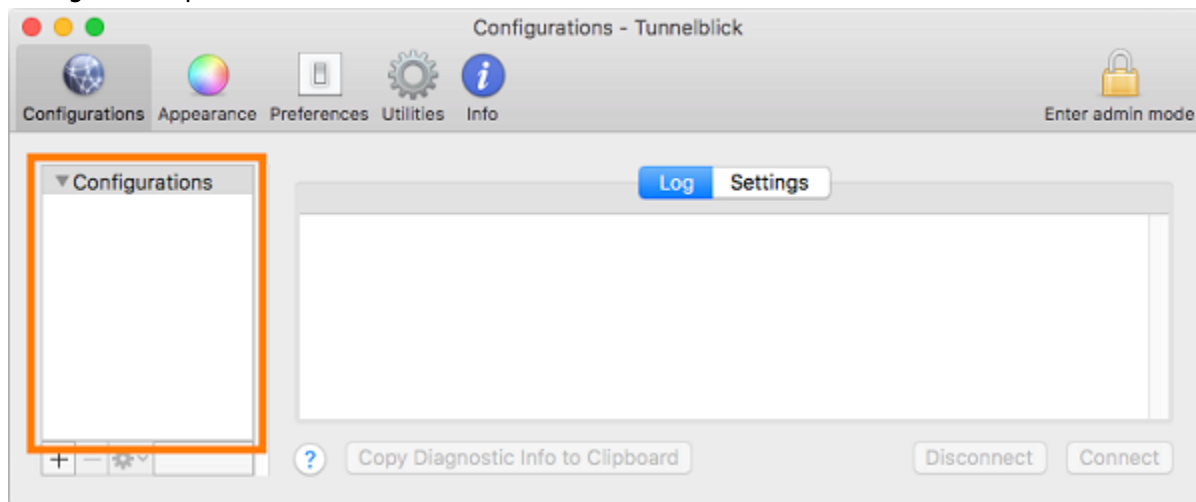 Configurations - Tunnelblick
Configurations Appearance Preferences Utilities Info Enter admin mode
Configurations
Log Settings
Copy Diagnostic Info to Clipboard Disconnect Connect